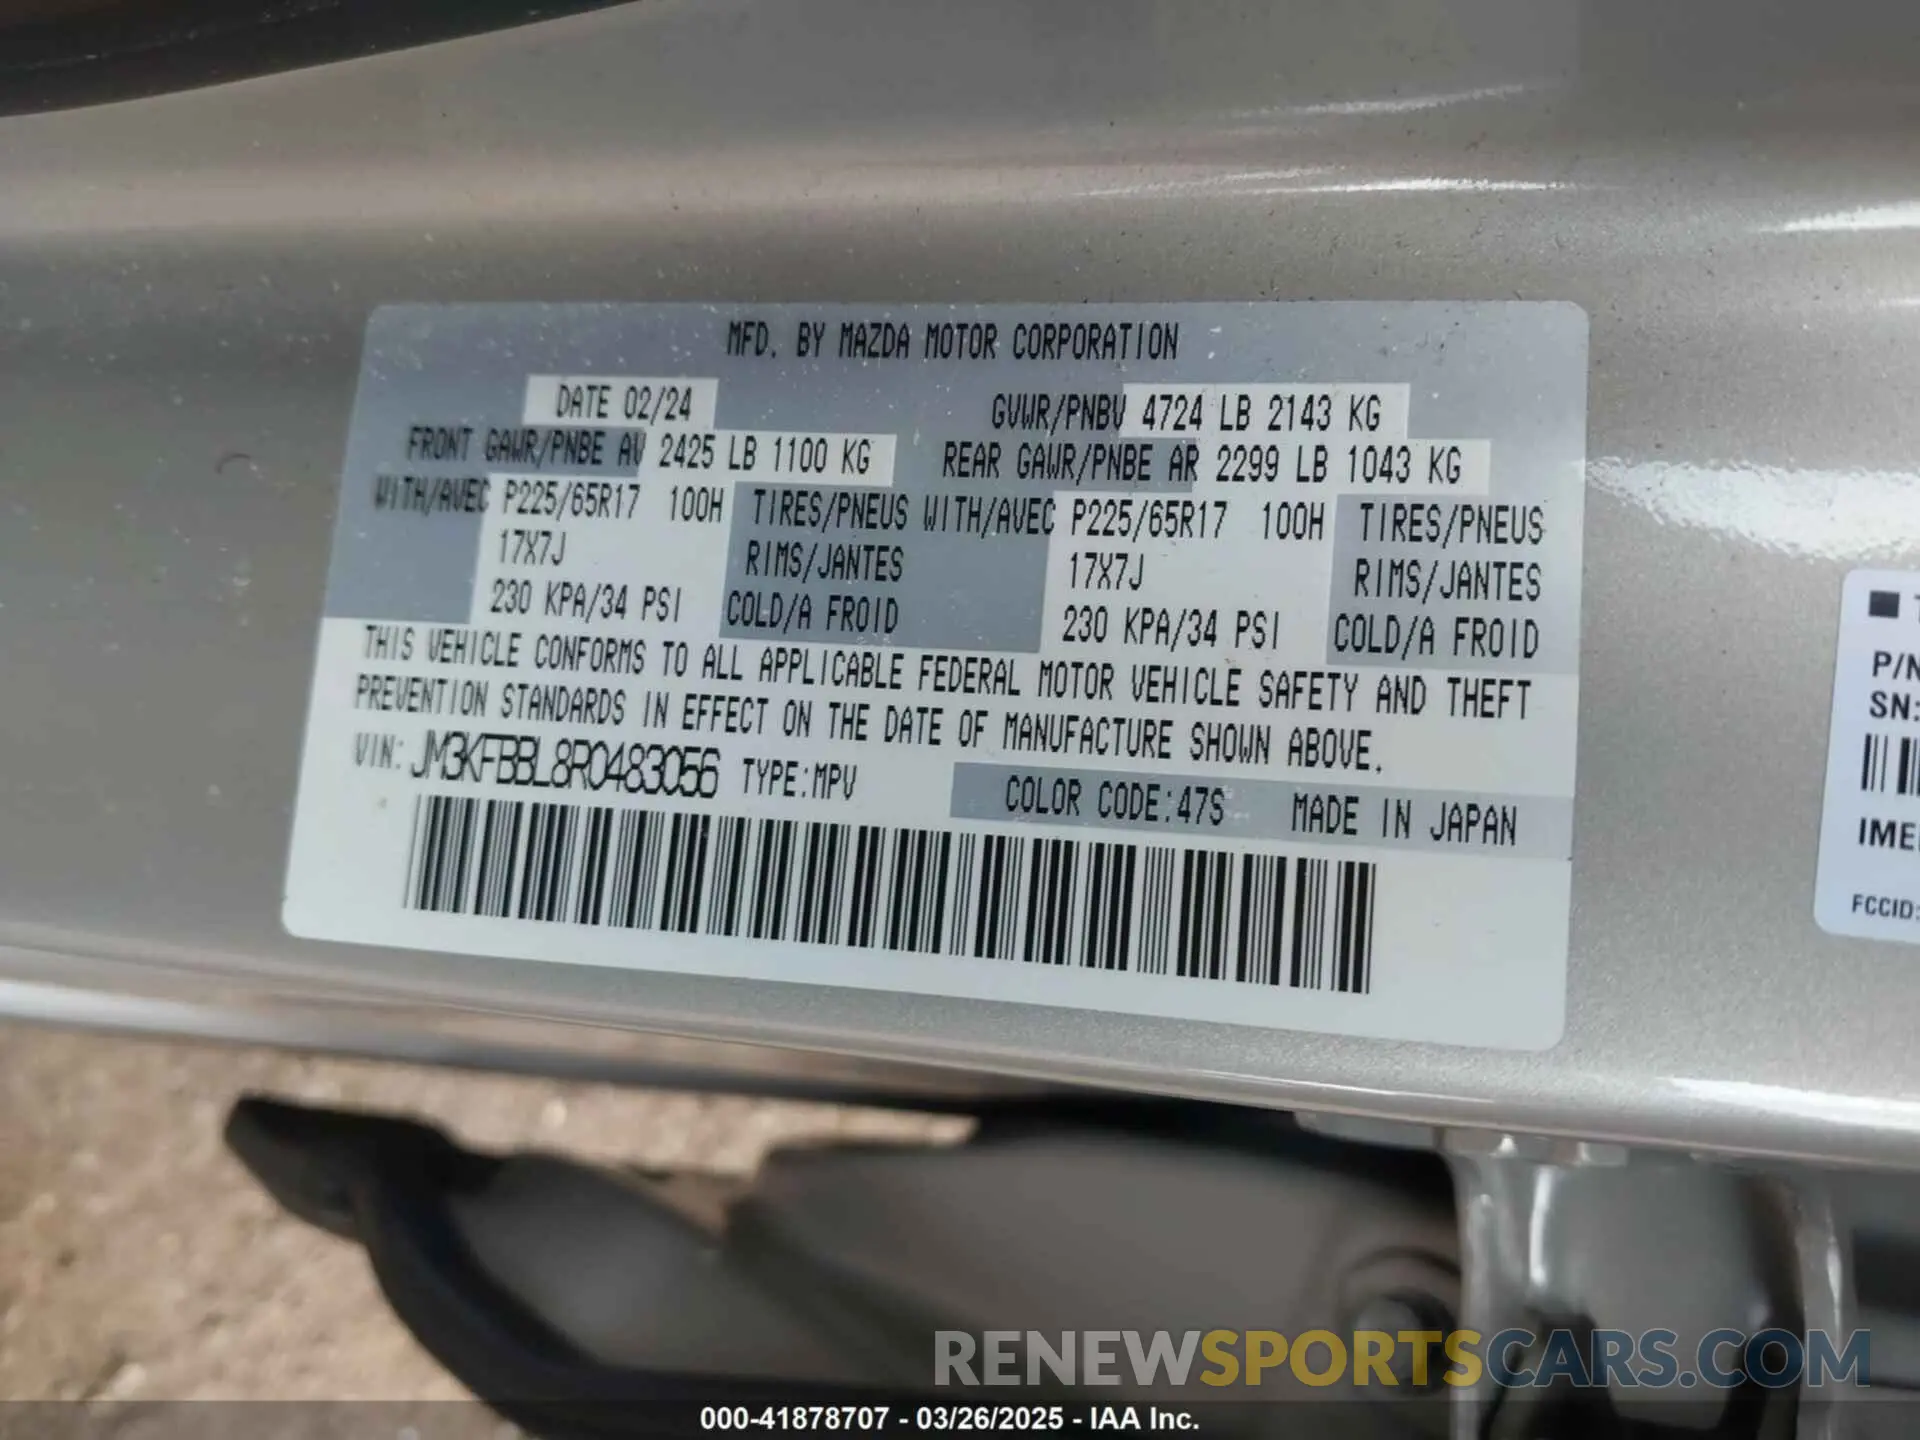 MFD. BY MAZDA MOTOR CORPORATION
DATE 02/24 GVWR/PNBV 4724 LB 2143 KG
FRONT GAWR/PNBE AV 2425 LB 1100 KG REAR GAWR/PNBE AR 2299 LB 1043 KG
WITH/AVEC P225/65R17 100H TIRES/PNEUS WITH/AVEC P225/65R17 100H TIRES/PNEUS
17X7J RIMS/JANTES 17X7J RIMS/JANTES
230 KPA/34 PSI COLD/A FROID 230 KPA/34 PSI COLD/A FROID
THIS VEHICLE CONFORMS TO ALL APPLICABLE FEDERAL MOTOR VEHICLE SAFETY AND THEFT
PREVENTION STANDARDS IN EFFECT ON THE DATE OF MANUFACTURE SHOWN ABOVE.
VIN: JM3KFBBL8R0483056 TYPE:MPV COLOR CODE:47S MADE IN JAPAN
P/N
SN:
IMEI
FCCID:
RENEWSPORTSCARS.COM
000-41878707 - 03/26/2025 - IAA Inc.